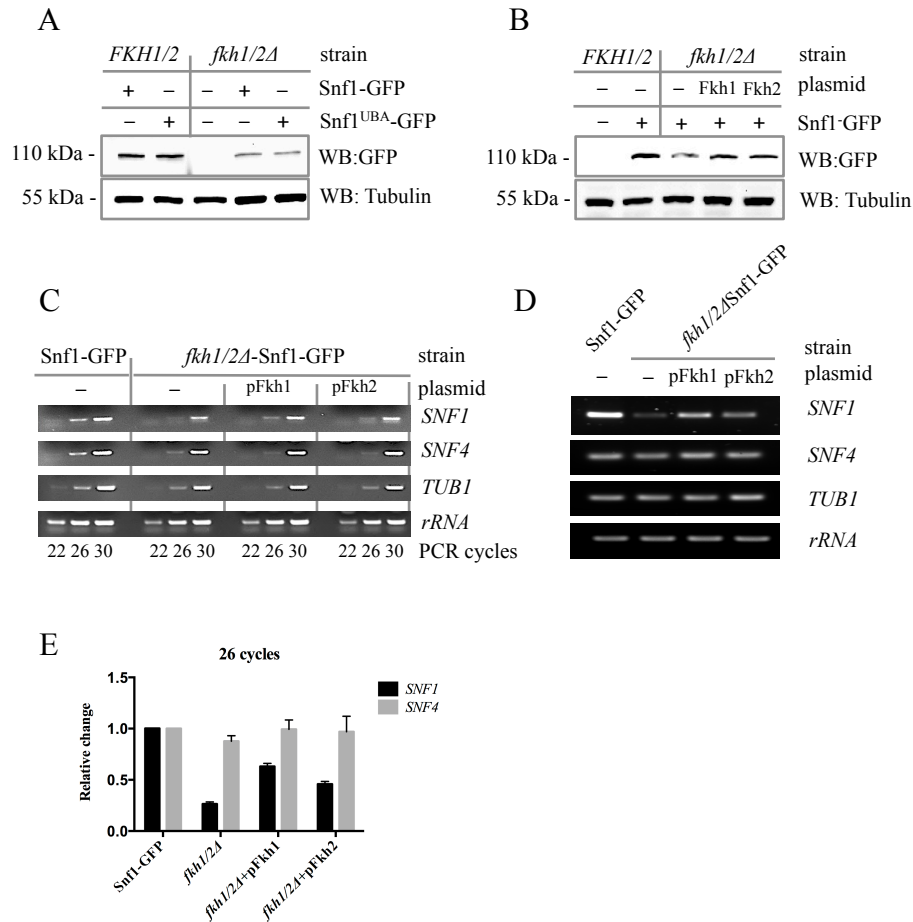 A
FKH1/2 fkh1/2Δ strain
+ – – + – Snf1-GFP
– + – – + Snf1UBA-GFP
110 kDa - WB:GFP
55 kDa - WB: Tubulin
B
FKH1/2 fkh1/2Δ strain
– – – Fkh1 Fkh2 plasmid
– + + + + Snf1-GFP
110 kDa - WB:GFP
55 kDa - WB: Tubulin
C
Snf1-GFP fkh1/2Δ-Snf1-GFP strain
– – pFkh1 pFkh2 plasmid
SNF1
SNF4
TUB1
rRNA
22 26 30 22 26 30 22 26 30 22 26 30 PCR cycles
D
Snf1-GFP
fkh1/2ΔSnf1-GFP
strain
– – pFkh1 pFkh2 plasmid
SNF1
SNF4
TUB1
rRNA
E
26 cycles
SNF1
SNF4
Relative change
1.5
1.0
0.5
0.0
Snf1-GFP
fkh1/2Δ
fkh1/2Δ+pFkh1
fkh1/2Δ+pFkh2